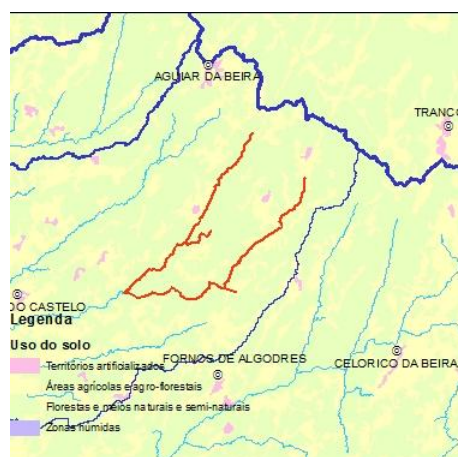 AGUIAR DA BEIRA
TRANCO
DO CASTELO
Legenda
Uso do solo
Territórios artificializados
FORNOS DE ALGODRES
CELORICO DA BEIRA
Áreas agrícolas e agro-florestais
Florestas e meios naturais e semi-naturais
Zonas húmidas